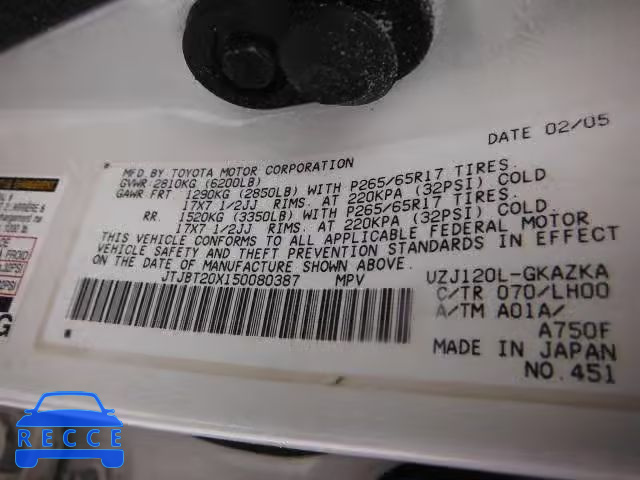 DATE 02/05
MFD BY TOYOTA MOTOR CORPORATION
GVWR:2810KG (6200LB)
GAWR FRT 1290KG (2850LB) WITH P265/65R17 TIRES.
17X7 1/2JJ RIMS. AT 220KPA (32PSI) COLD
RR. 1520KG (3350LB) WITH P265/65R17 TIRES.
17X7 1/2JJ RIMS. AT 220KPA (32PSI) COLD
THIS VEHICLE CONFORMS TO ALL APPLICABLE FEDERAL MOTOR
VEHICLE SAFETY AND THEFT PREVENTION STANDARDS IN EFFECT
ON THE DATE OF MANUFACTURE SHOWN ABOVE.
JTJBT20X150080387 MPV UZJ120L-GKAZKA
C/TR 070/LH00
A/TM A01A/
A750F
MADE IN JAPAN
NO.451
RECCE